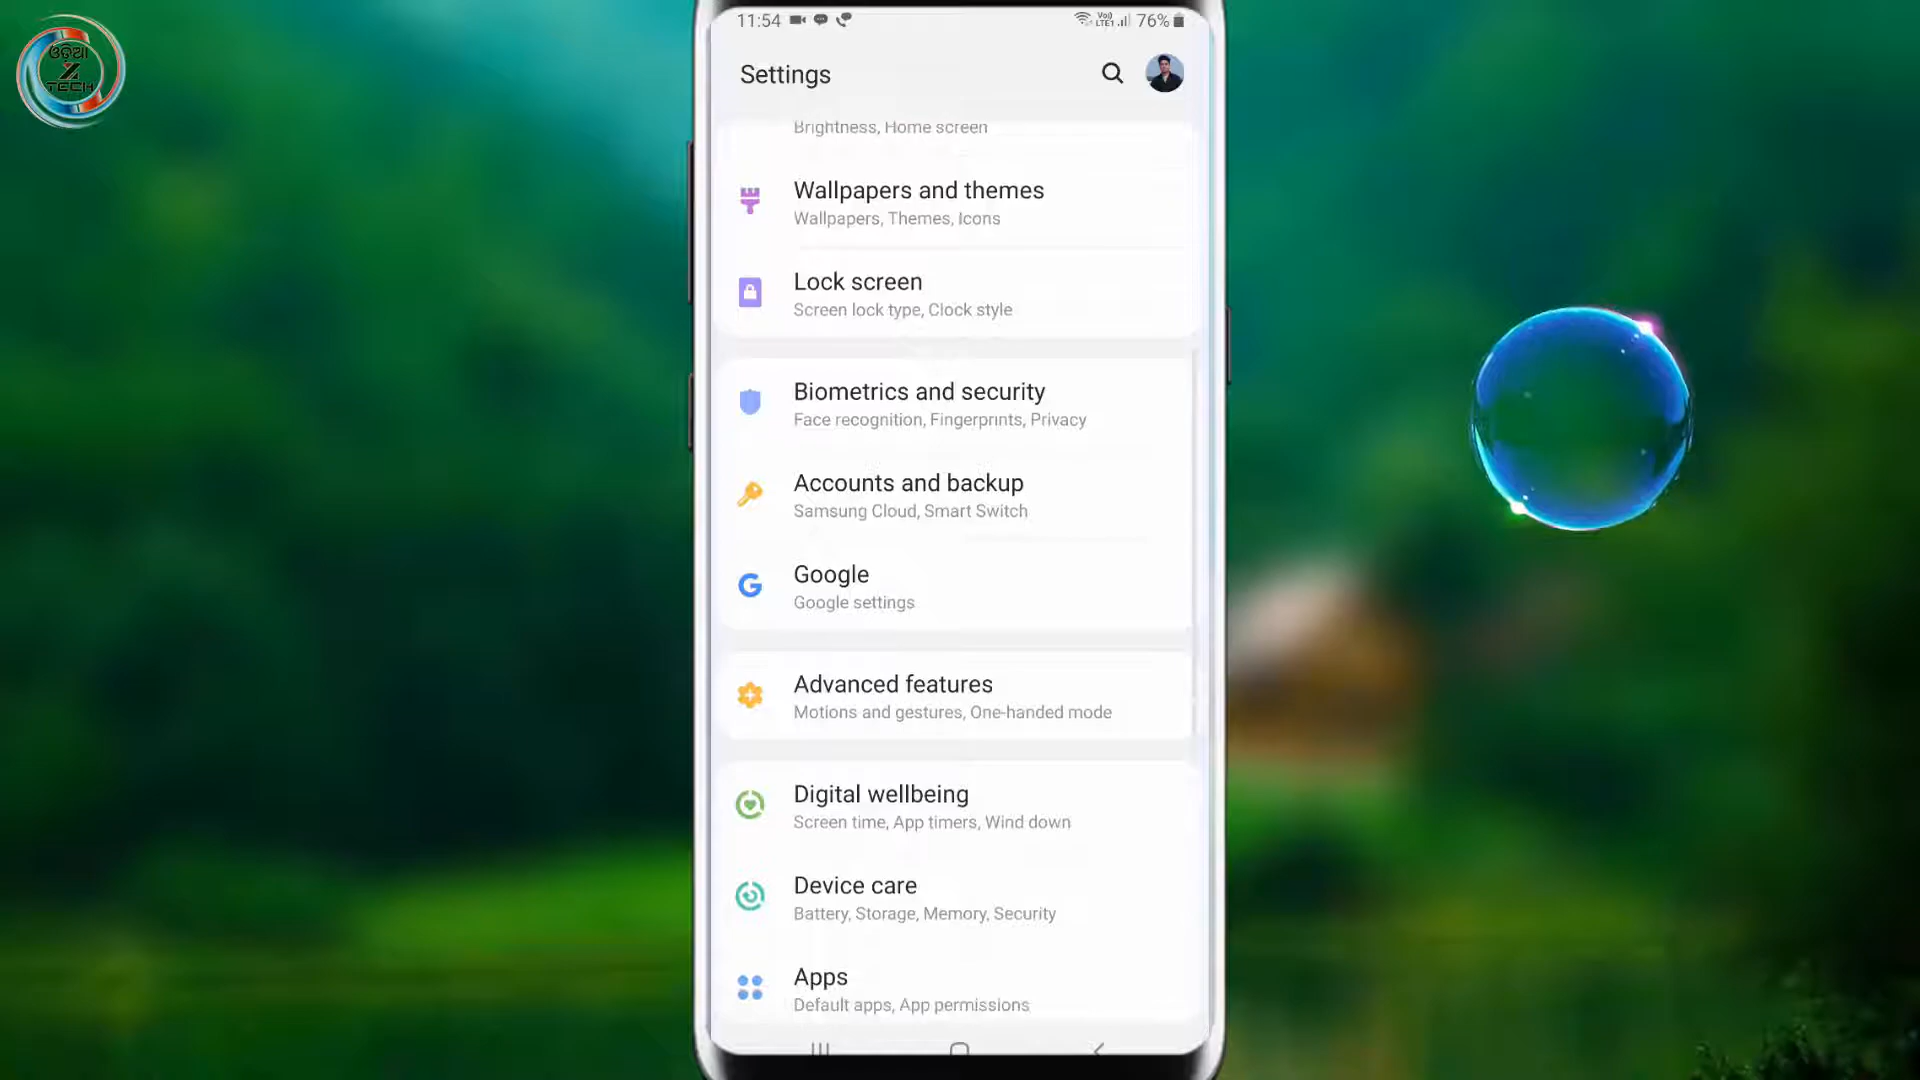 ଓଡ଼ିଆ
Z
TECH
11:54
Vo)) LTE1 76%
Settings
Brightness, Home screen
Wallpapers and themes
Wallpapers, Themes, Icons
Lock screen
Screen lock type, Clock style
Biometrics and security
Face recognition, Fingerprints, Privacy
Accounts and backup
Samsung Cloud, Smart Switch
Google
Google settings
Advanced features
Motions and gestures, One-handed mode
Digital wellbeing
Screen time, App timers, Wind down
Device care
Battery, Storage, Memory, Security
Apps
Default apps, App permissions